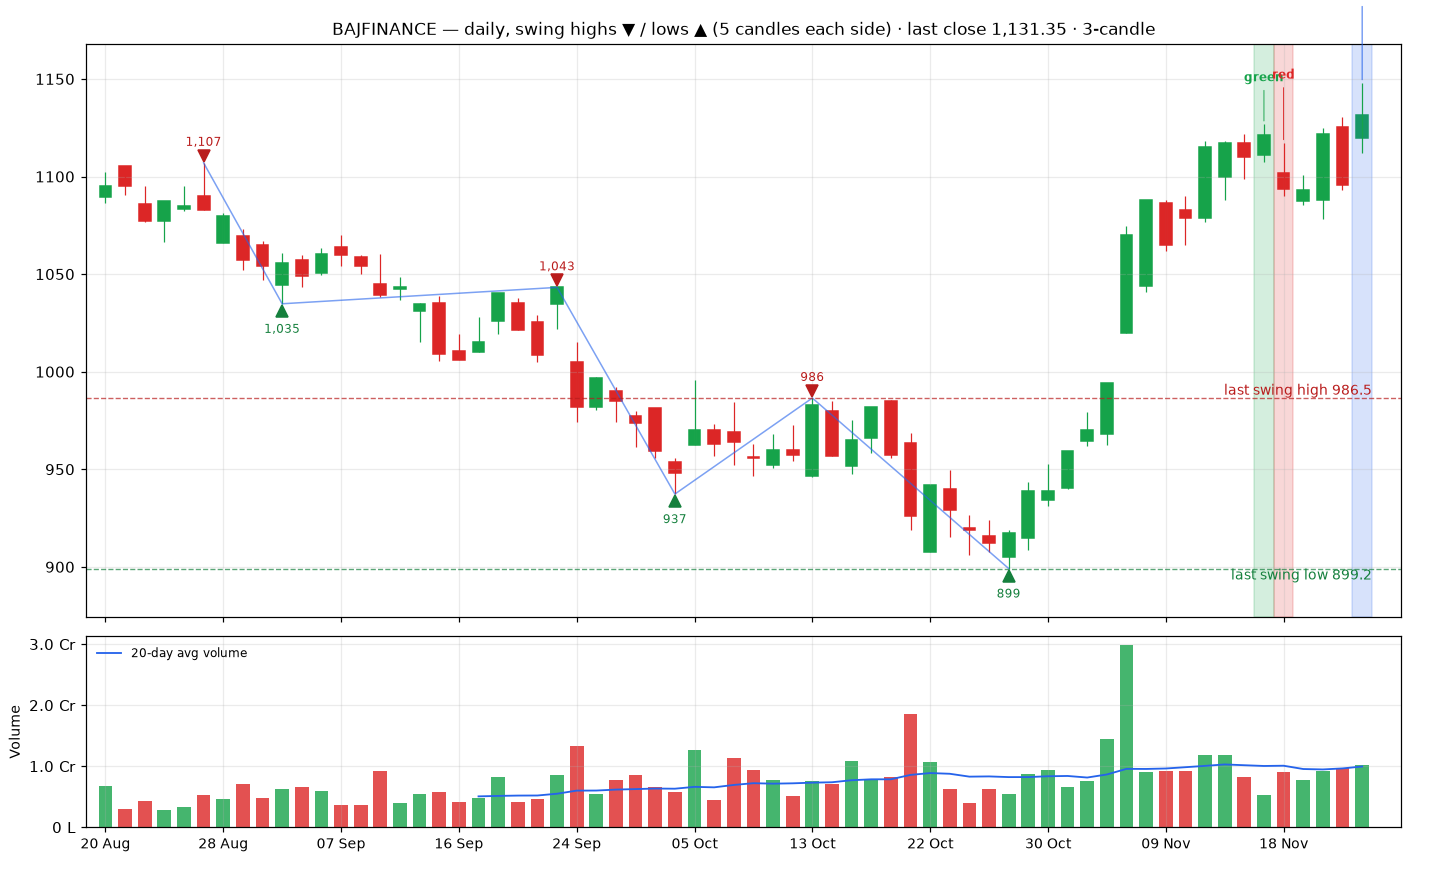 BAJFINANCE — daily, swing highs ▼ / lows ▲ (5 candles each side) · last close 1,131.35 · 3-candle
1150
1100
1050
1000
950
900
green
red
1,107
1,035
1,043
937
986
899
last swing high 986.5
last swing low 899.2
Volume
3.0 Cr
2.0 Cr
1.0 Cr
0 L
20-day avg volume
20 Aug
28 Aug
07 Sep
16 Sep
24 Sep
05 Oct
13 Oct
22 Oct
30 Oct
09 Nov
18 Nov